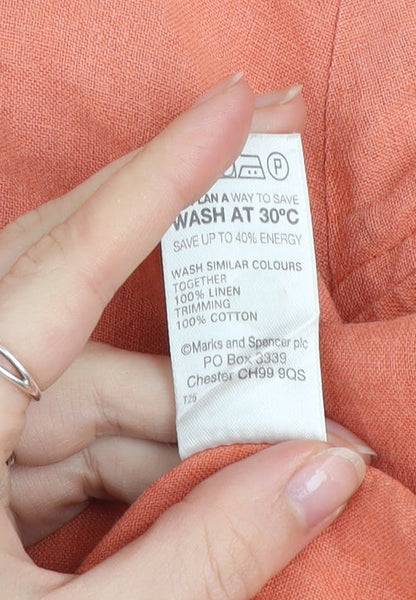 P
PLAN A WAY TO SAVE
WASH AT 30°C
SAVE UP TO 40% ENERGY
WASH SIMILAR COLOURS
TOGETHER
100% LINEN
TRIMMING
100% COTTON
©Marks and Spencer plc
PO Box 3339
Chester CH99 9QS
T25